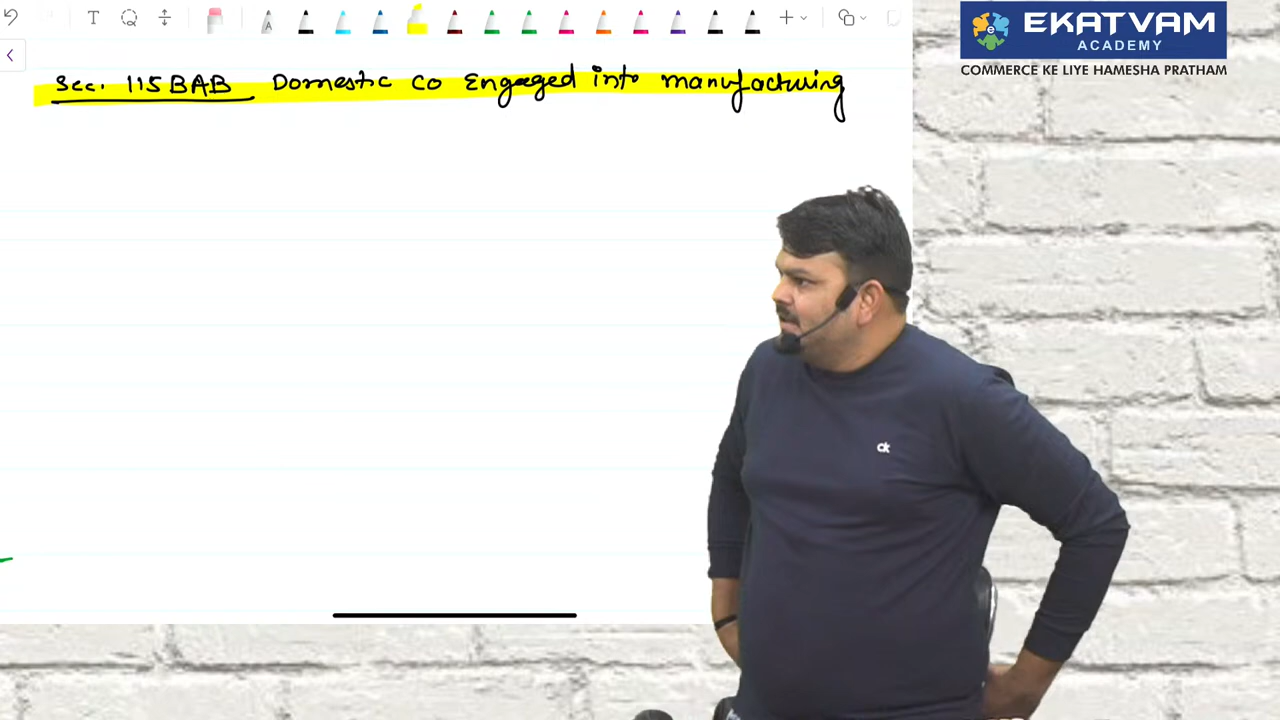 EKATVAM
ACADEMY
COMMERCE KE LIYE HAMESHA PRATHAM
Sec. 115BAB Domestic Co Engaged into manufacturing